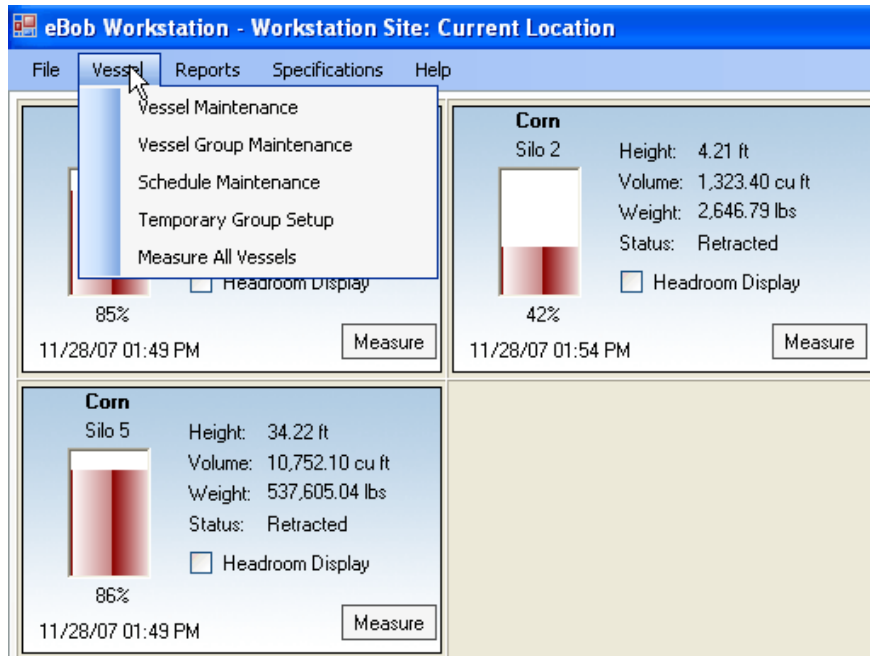 eBob Workstation - Workstation Site: Current Location
File Vessel Reports Specifications Help
Vessel Maintenance
Vessel Group Maintenance
Schedule Maintenance
Temporary Group Setup
Measure All Vessels
Headroom Display
85%
11/28/07 01:49 PM
Measure
Corn
Silo 2
Height: 4.21 ft
Volume: 1,323.40 cu ft
Weight: 2,646.79 lbs
Status: Retracted
Headroom Display
42%
11/28/07 01:54 PM
Measure
Corn
Silo 5
Height: 34.22 ft
Volume: 10,752.10 cu ft
Weight: 537,605.04 lbs
Status: Retracted
Headroom Display
86%
11/28/07 01:49 PM
Measure